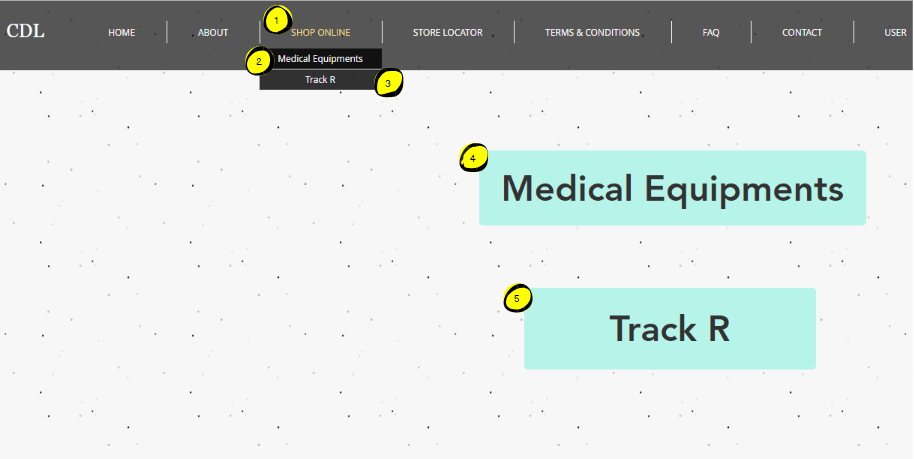 CDL HOME ABOUT SHOP ONLINE STORE LOCATOR TERMS & CONDITIONS FAQ CONTACT USER
1
2 Medical Equipments
Track R 3
4
Medical Equipments
5
Track R